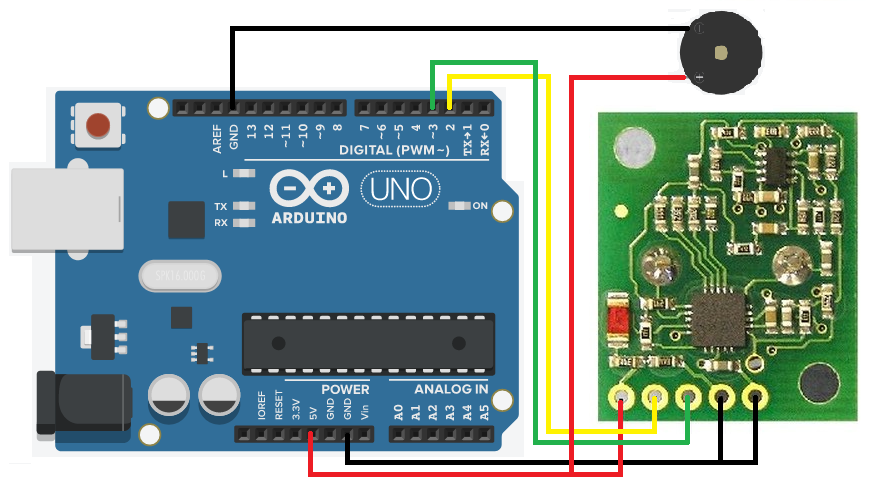 AREF
GND
13
12
~11
~10
~9
8
7
~6
~5
4
~3
2
TX→1
RX←0
DIGITAL (PWM~)
L
TX
RX
ARDUINO
UNO
ON
POWER
ANALOG IN
IOREF
RESET
3.3V
5V
GND
GND
Vin
A0
A1
A2
A3
A4
A5